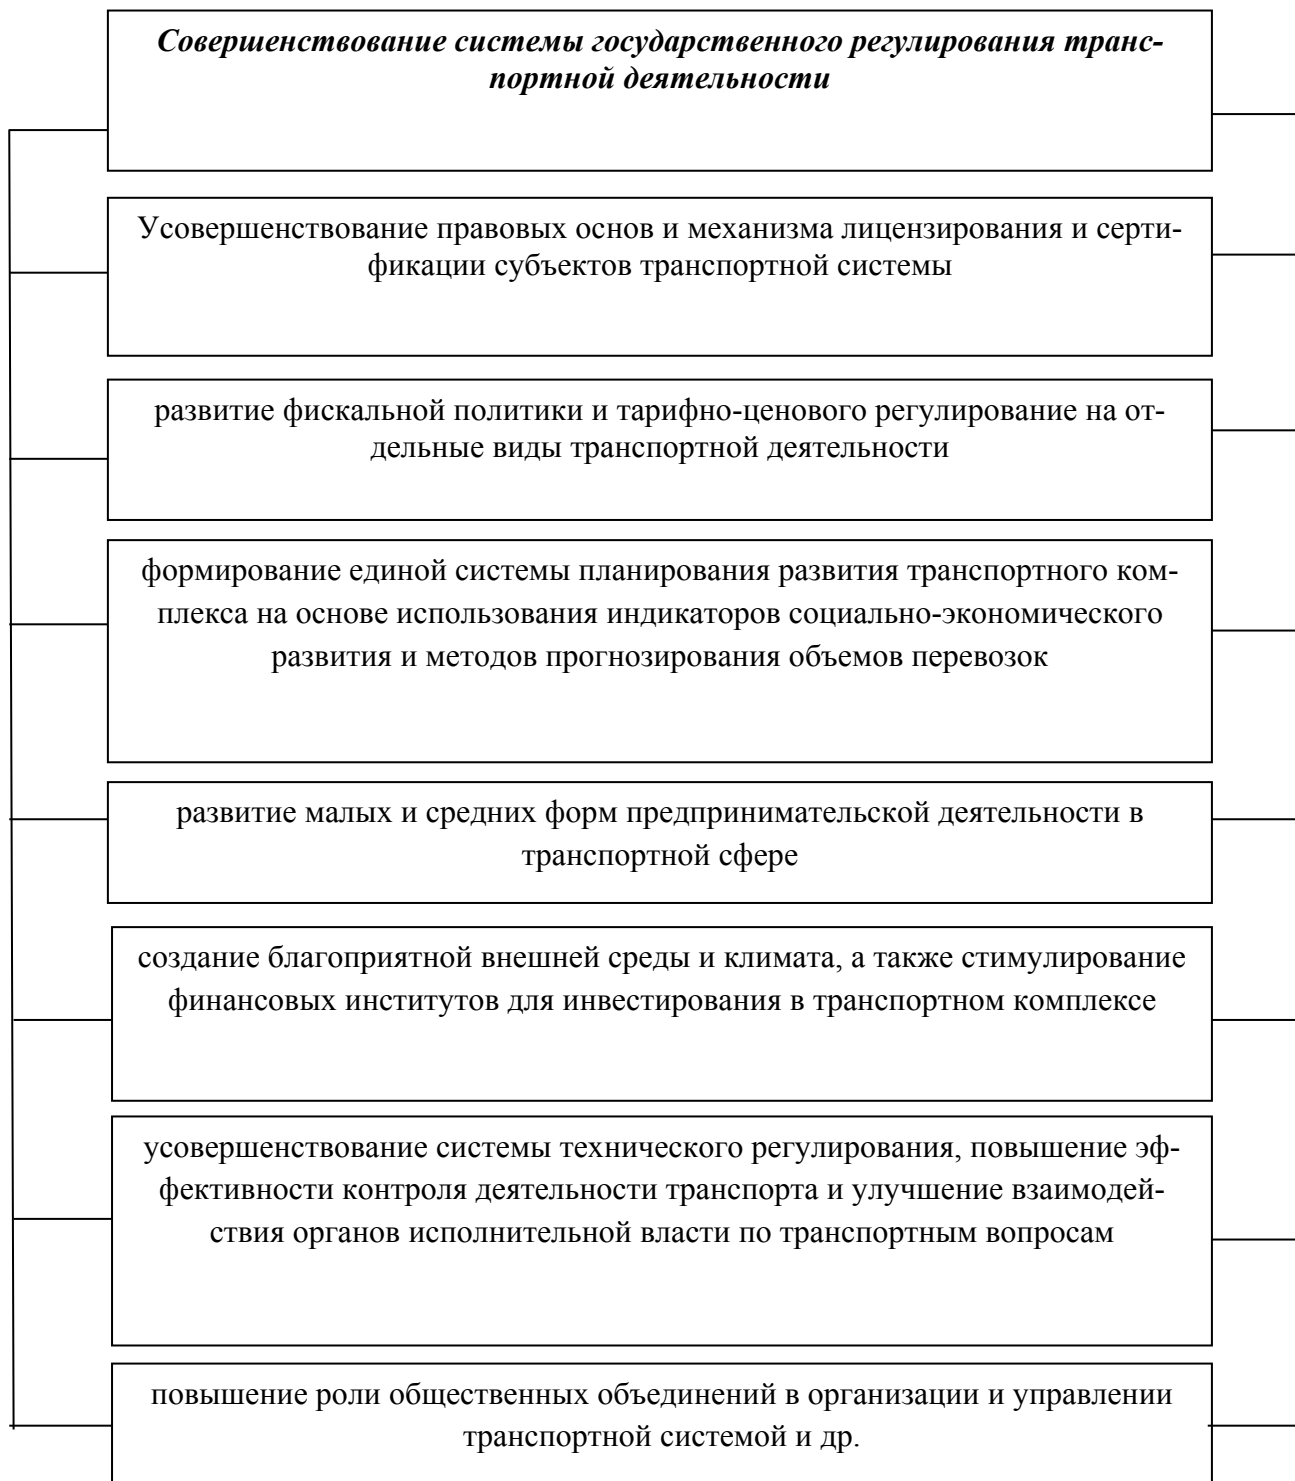 Совершенствование системы государственного регулирования транс-
портной деятельности
Усовершенствование правовых основ и механизма лицензирования и серти-
фикации субъектов транспортной системы
развитие фискальной политики и тарифно-ценового регулирование на от-
дельные виды транспортной деятельности
формирование единой системы планирования развития транспортного ком-
плекса на основе использования индикаторов социально-экономического
развития и методов прогнозирования объемов перевозок
развитие малых и средних форм предпринимательской деятельности в
транспортной сфере
создание благоприятной внешней среды и климата, а также стимулирование
финансовых институтов для инвестирования в транспортном комплексе
усовершенствование системы технического регулирования, повышение эф-
фективности контроля деятельности транспорта и улучшение взаимодей-
ствия органов исполнительной власти по транспортным вопросам
повышение роли общественных объединений в организации и управлении
транспортной системой и др.